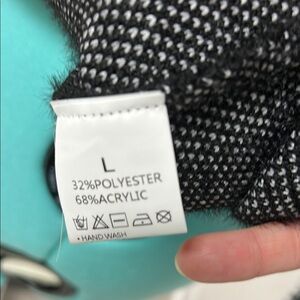 L
32%POLYESTER
68%ACRYLIC
• HAND WASH